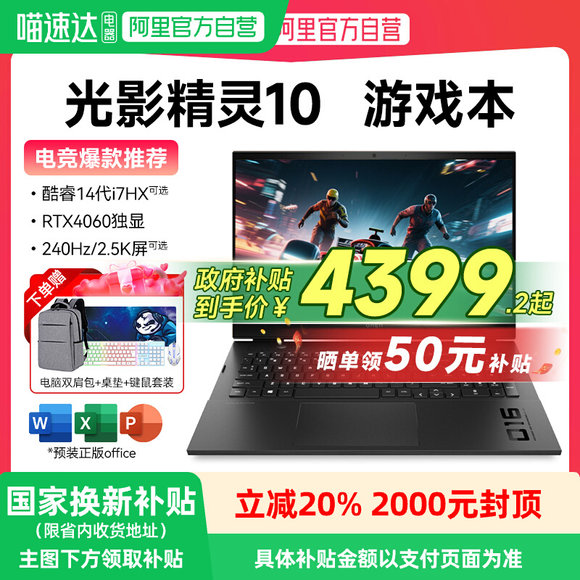 喵速达电器 阿里官方自营 阿里官方自营
光影精灵10 游戏本
电竞爆款推荐
•酷睿14代i7HX可选
•RTX4060独显
•240Hz/2.5K屏可选
下单赠
政府补贴
到手价¥4399.2起
晒单领50元补贴
OMEN
电脑双肩包+桌垫+键鼠套装
W X P
*预装正版office
O16
国家换新补贴
(限省内收货地址)
立减20% 2000元封顶
主图下方领取补贴
具体补贴金额以支付页面为准